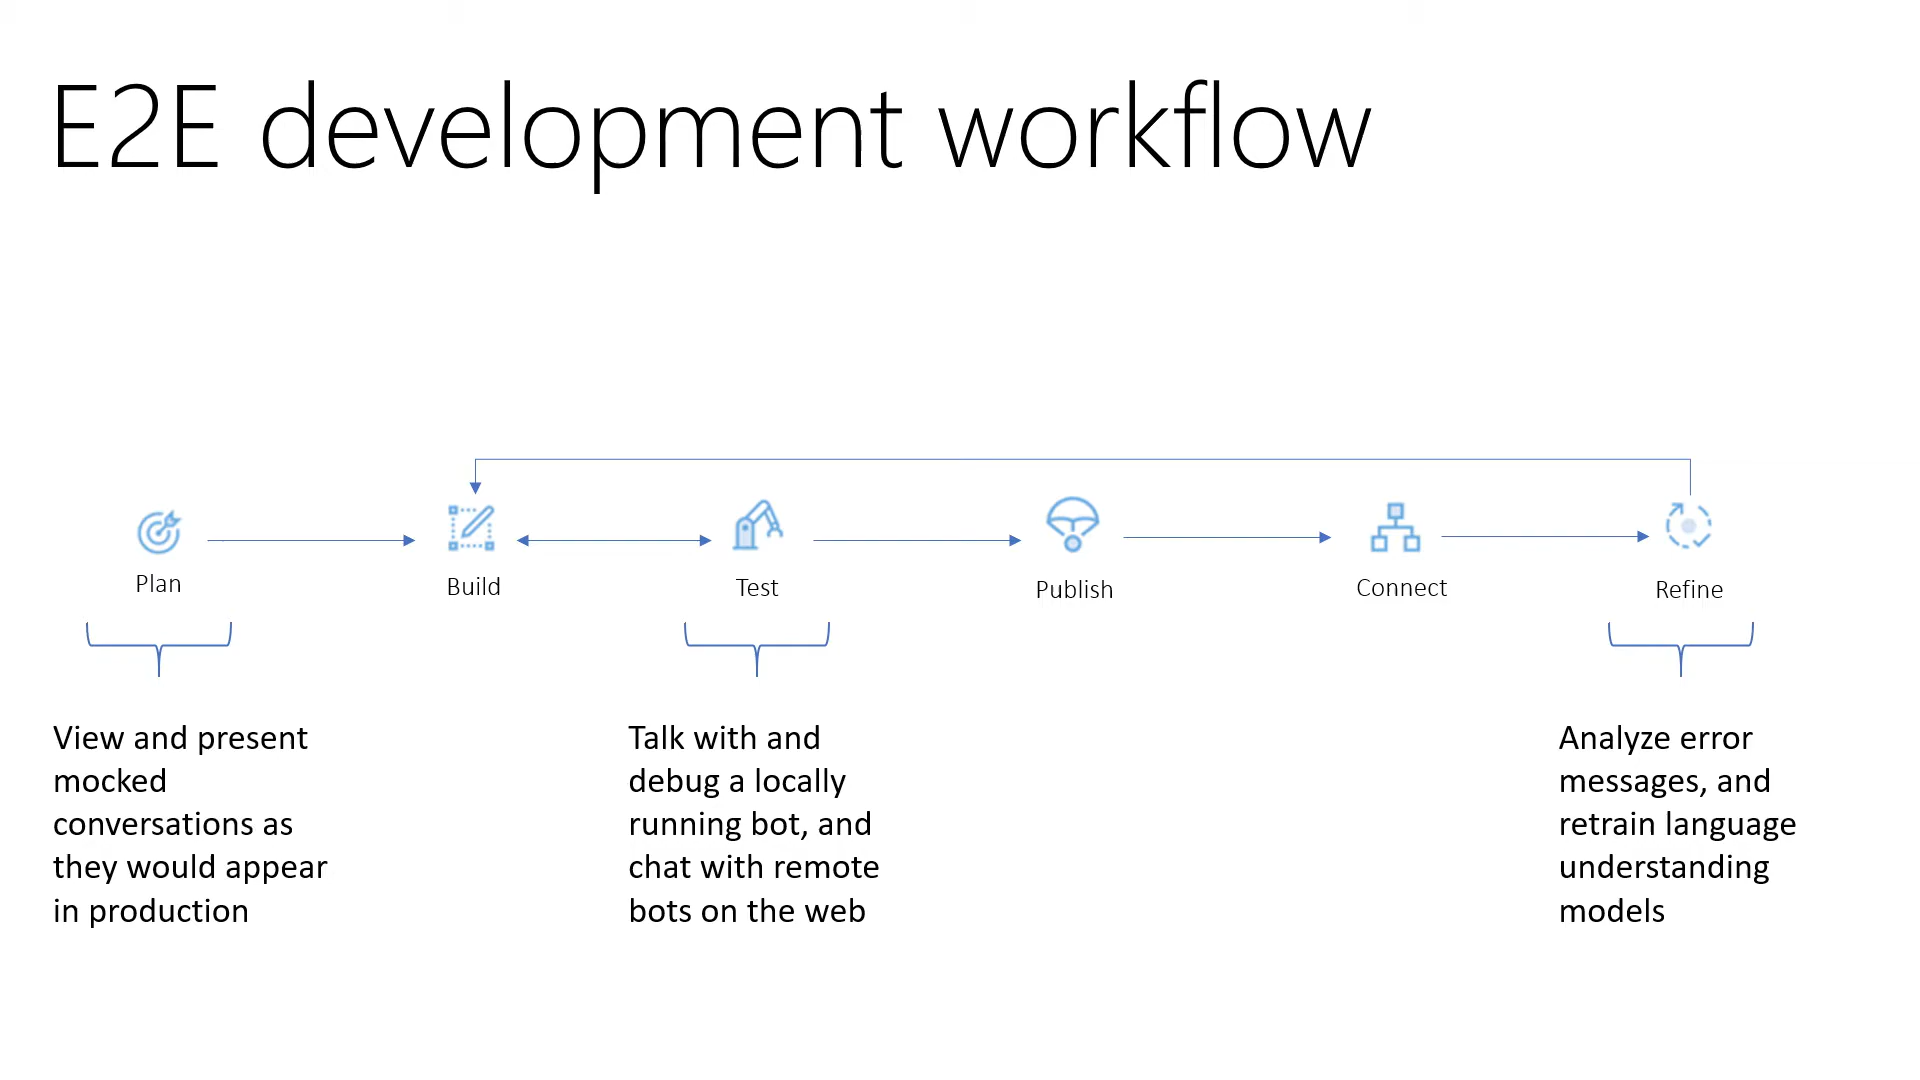 E2E development workflow
Plan
Build
Test
Publish
Connect
Refine
View and present
mocked
conversations as
they would appear
in production
Talk with and
debug a locally
running bot, and
chat with remote
bots on the web
Analyze error
messages, and
retrain language
understanding
models